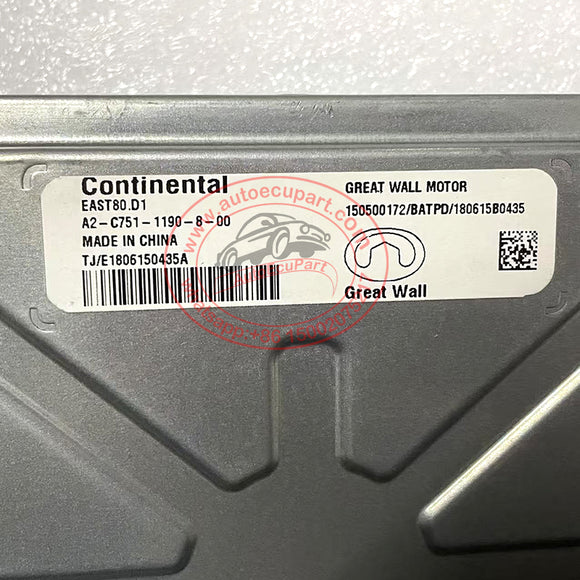 Continental
EAST80.D1
A2-C751-1190-8-00
MADE IN CHINA
TJ/E1806150435A
GREAT WALL MOTOR
150500172/BATPD/180615B0435
Great Wall
www.autoecupart.com
AutoecuPart